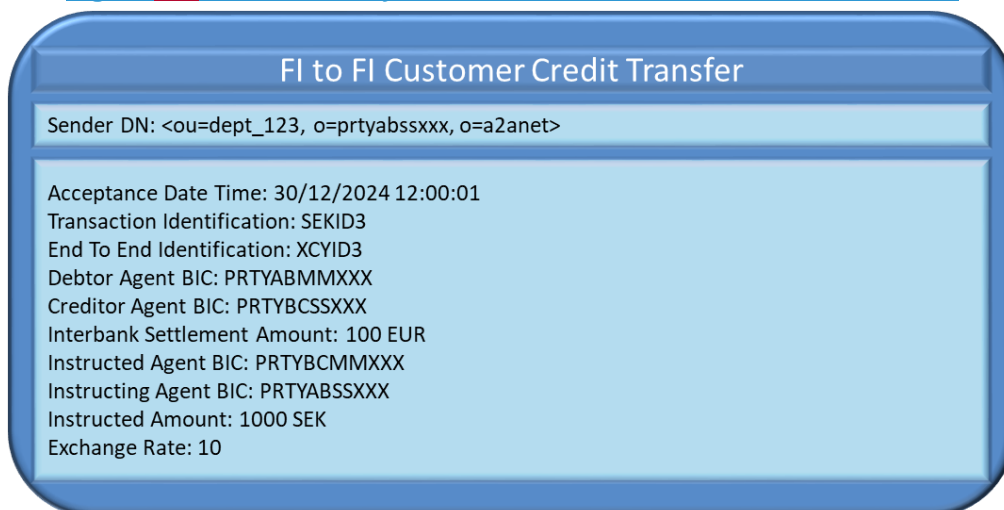 FI to FI Customer Credit Transfer
Sender DN: <ou=dept_123, o=prtyabssxxx, o=a2anet>
Acceptance Date Time: 30/12/2024 12:00:01
Transaction Identification: SEKID3
End To End Identification: XCYID3
Debtor Agent BIC: PRTYABMMXXX
Creditor Agent BIC: PRTYBCSSXXX
Interbank Settlement Amount: 100 EUR
Instructed Agent BIC: PRTYBCMMXXX
Instructing Agent BIC: PRTYABSSXXX
Instructed Amount: 1000 SEK
Exchange Rate: 10